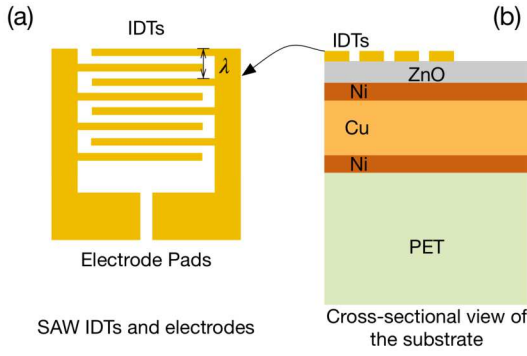 (a)
IDTs
λ
Electrode Pads
SAW IDTs and electrodes
(b)
IDTs
ZnO
Ni
Cu
Ni
PET
Cross-sectional view of
the substrate